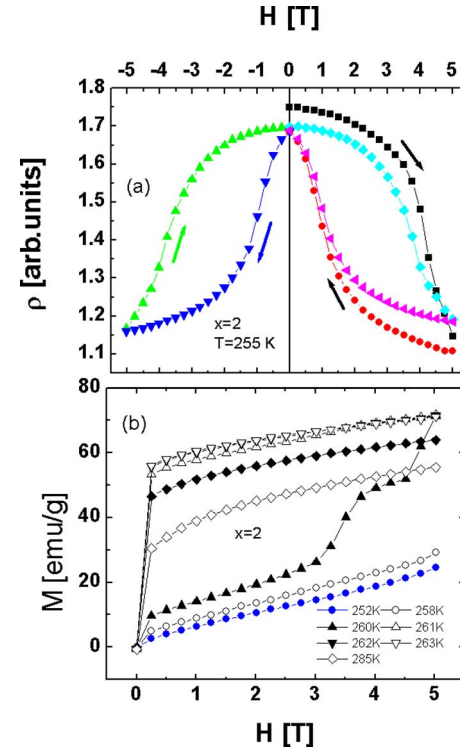 H [T]
-5 -4 -3 -2 -1 0 1 2 3 4 5
1.8
1.7
1.6
1.5
1.4
1.3
1.2
1.1
ρ [arb.units]
(a)
x=2
T=255 K
80
60
40
20
0
M [emu/g]
(b)
x=2
252K 258K
260K 261K
262K 263K
285K
0 1 2 3 4 5
H [T]